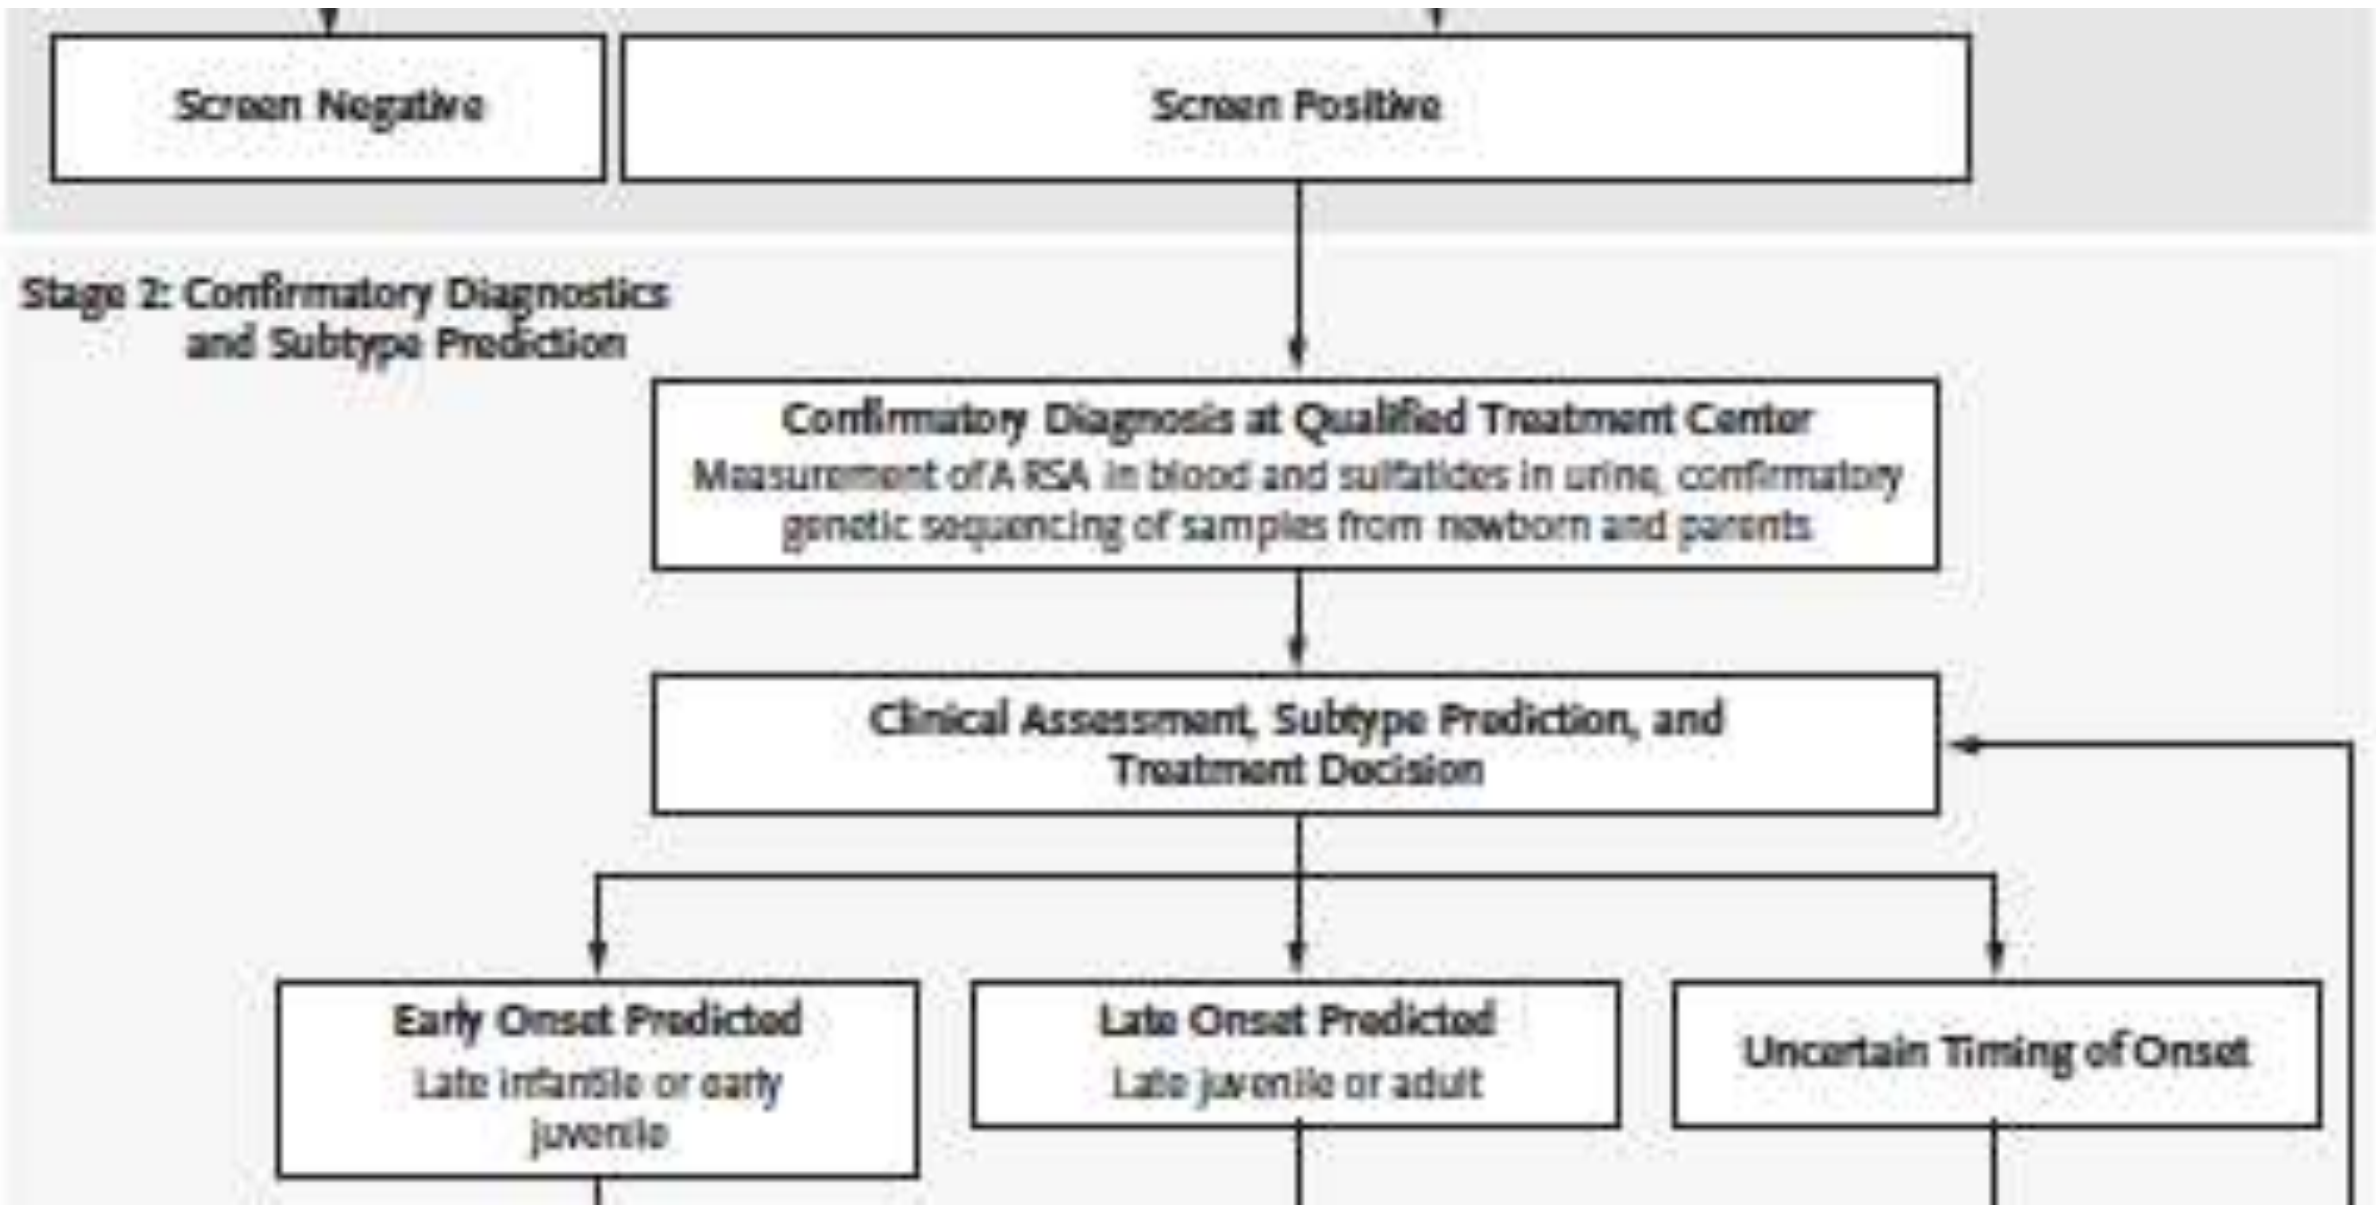 Screen Negative
Screen Positive
Stage 2: Confirmatory Diagnostics
and Subtype Prediction
Confirmatory Diagnosis at Qualified Treatment Center
Measurement of ARSA in blood and sulfatides in urine, confirmatory
genetic sequencing of samples from newborn and parents
Clinical Assessment, Subtype Prediction, and
Treatment Decision
Early Onset Predicted
Late infantile or early
juvenile
Late Onset Predicted
Late juvenile or adult
Uncertain Timing of Onset